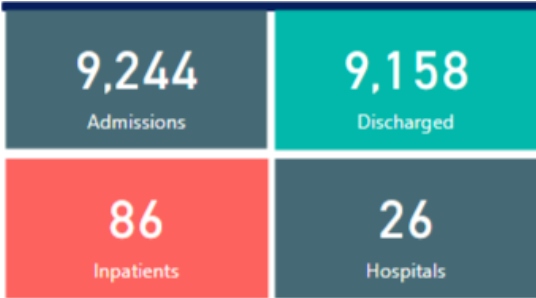 9,244
Admissions
9,158
Discharged
86
Inpatients
26
Hospitals